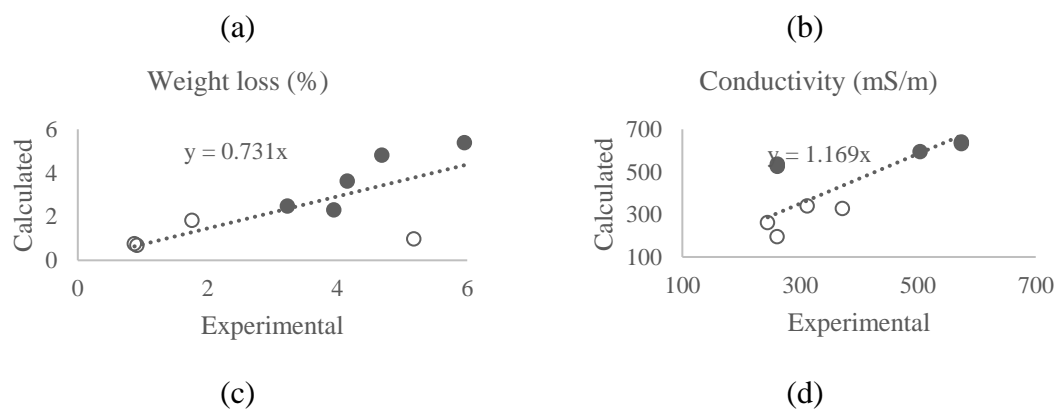 (a)
(b)
Weight loss (%)
Conductivity (mS/m)
Calculated
6
4
2
0
y = 0.731x
0
2
4
6
Experimental
Calculated
700
500
300
100
y = 1.169x
100
300
500
700
Experimental
(c)
(d)